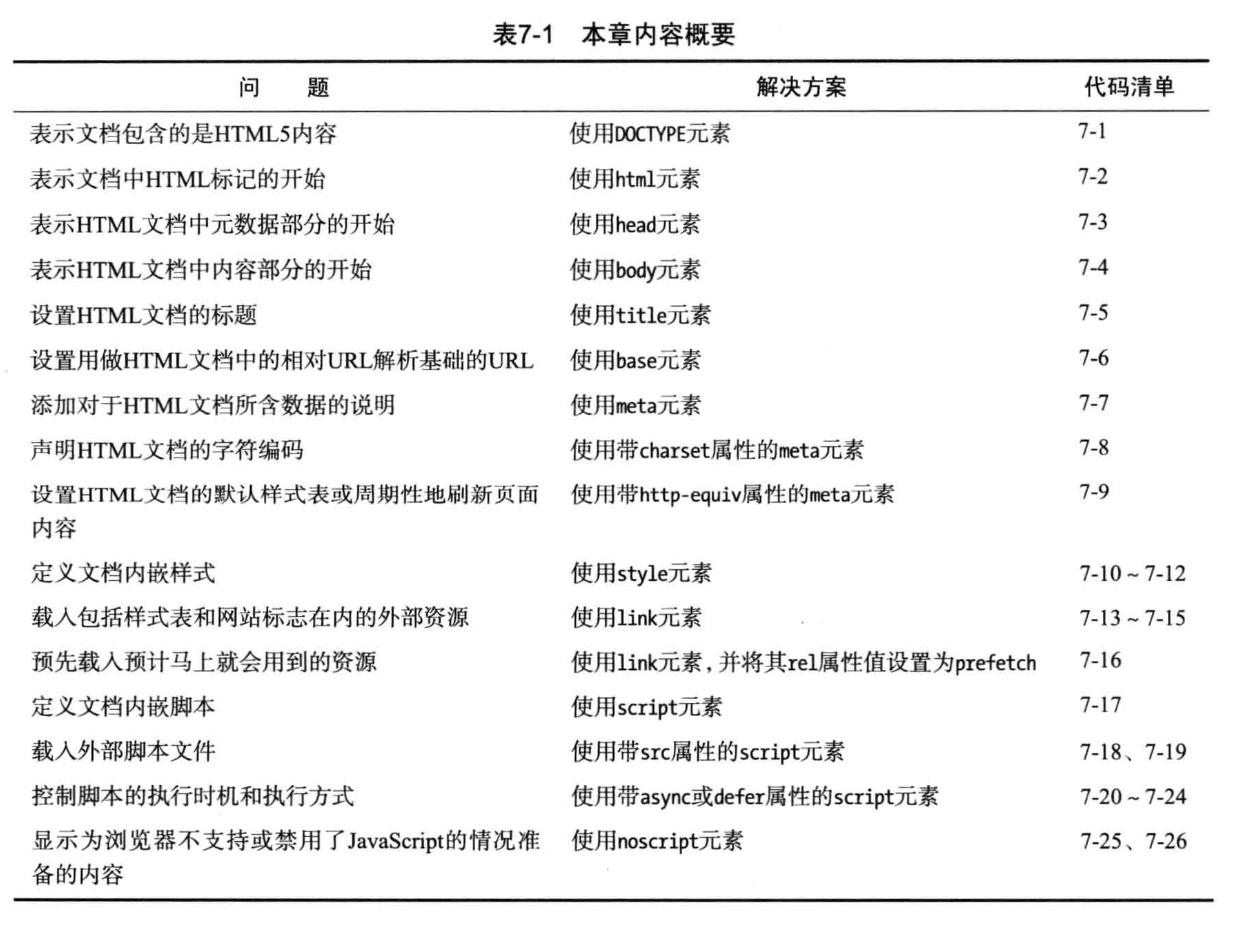 表7-1 本章内容概要
问 题 解决方案 代码清单
表示文档包含的是HTML5内容 使用DOCTYPE元素 7-1
表示文档中HTML标记的开始 使用html元素 7-2
表示HTML文档中元数据部分的开始 使用head元素 7-3
表示HTML文档中内容部分的开始 使用body元素 7-4
设置HTML文档的标题 使用title元素 7-5
设置用做HTML文档中的相对URL解析基础的URL 使用base元素 7-6
添加对于HTML文档所含数据的说明 使用meta元素 7-7
声明HTML文档的字符编码 使用带charset属性的meta元素 7-8
设置HTML文档的默认样式表或周期性地刷新页面 使用带http-equiv属性的meta元素 7-9
内容
定义文档内嵌样式 使用style元素 7-10~7-12
载入包括样式表和网站标志在内的外部资源 使用link元素 7-13~7-15
预先载入预计马上就会用到的资源 使用link元素,并将其rel属性值设置为prefetch 7-16
定义文档内嵌脚本 使用script元素 7-17
载入外部脚本文件 使用带src属性的script元素 7-18、7-19
控制脚本的执行时机和执行方式 使用带async或defer属性的script元素 7-20~7-24
显示为浏览器不支持或禁用了JavaScript的情况准 使用noscript元素 7-25、7-26
备的内容